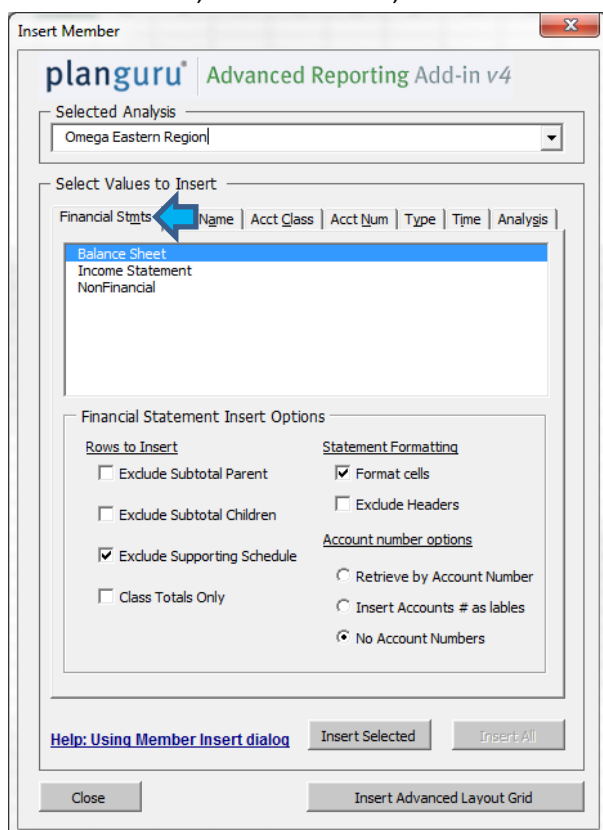 Insert Member
planguru Advanced Reporting Add-in v4
Selected Analysis
Omega Eastern Region
Select Values to Insert
Financial Stmts Name Acct Class Acct Num Type Time Analysis
Balance Sheet
Income Statement
NonFinancial
Financial Statement Insert Options
Rows to Insert Statement Formatting
Exclude Subtotal Parent Format cells
Exclude Subtotal Children Exclude Headers
Account number options
Exclude Supporting Schedule
Retrieve by Account Number
Class Totals Only Insert Accounts # as lables
No Account Numbers
Help: Using Member Insert dialog Insert Selected Insert All
Close Insert Advanced Layout Grid